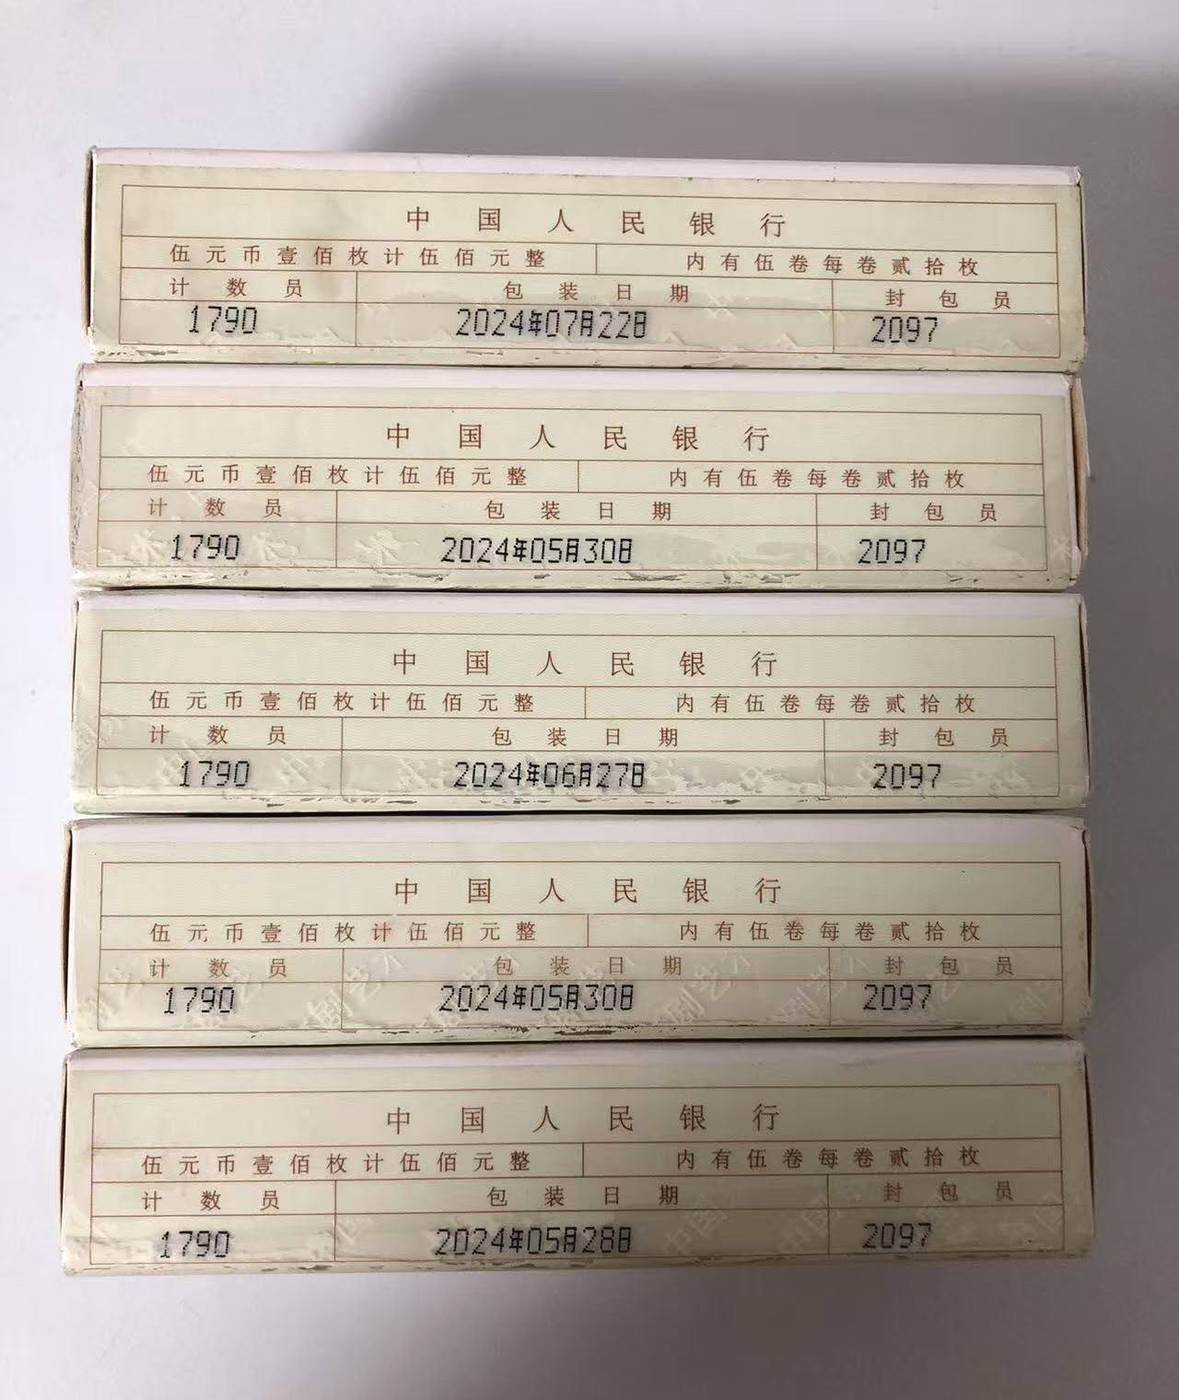 中国人民银行
伍元币壹佰枚计伍佰元整 内有伍卷每卷贰拾枚
计数员 包装日期 封包员
1790 2024年07月22日 2097
中国人民银行
伍元币壹佰枚计伍佰元整 内有伍卷每卷贰拾枚
计数员 包装日期 封包员
1790 2024年05月30日 2097
中国人民银行
伍元币壹佰枚计伍佰元整 内有伍卷每卷贰拾枚
计数员 包装日期 封包员
1790 2024年06月27日 2097
中国人民银行
伍元币壹佰枚计伍佰元整 内有伍卷每卷贰拾枚
计数员 包装日期 封包员
1790 2024年05月30日 2097
中国人民银行
伍元币壹佰枚计伍佰元整 内有伍卷每卷贰拾枚
计数员 包装日期 封包员
1790 2024年05月28日 2097